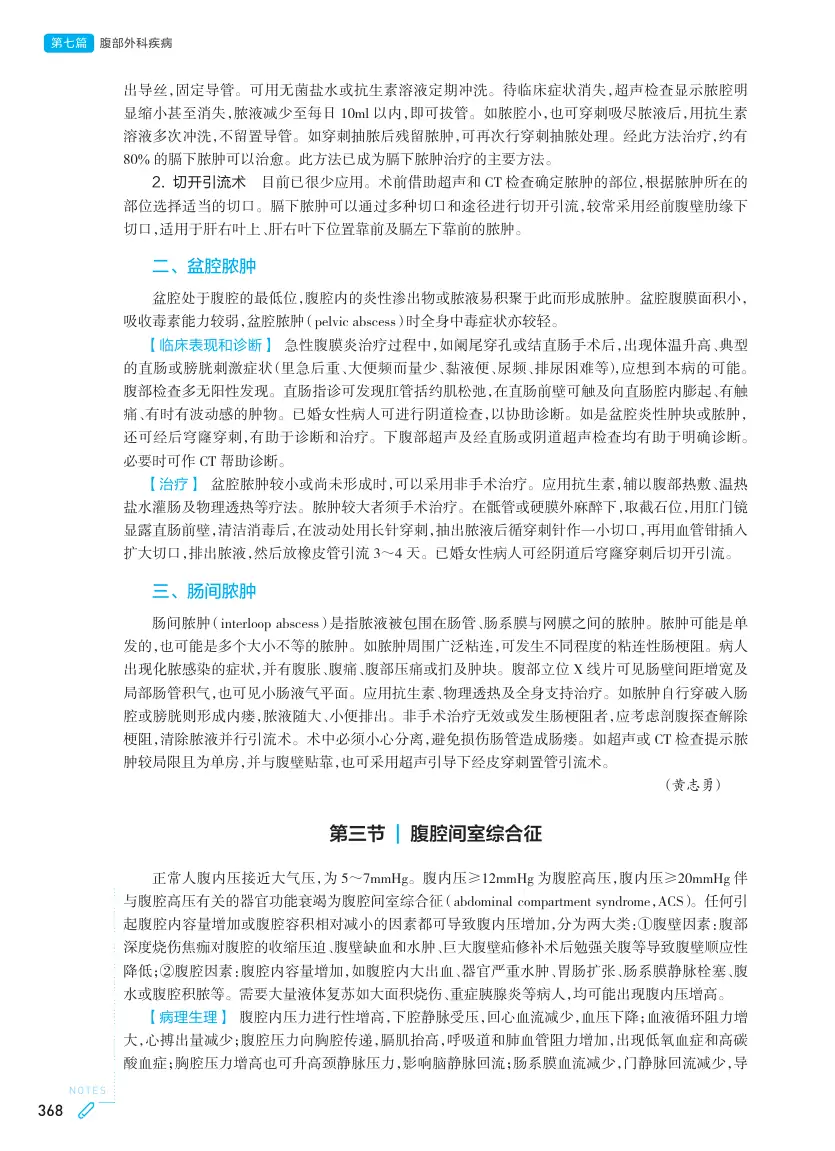 第七篇 腹部外科疾病
出导丝,固定导管。可用无菌盐水或抗生素溶液定期冲洗。待临床症状消失,超声检查显示脓腔明
显缩小甚至消失,脓液减少至每日 10ml 以内,即可拔管。如脓腔小,也可穿刺吸尽脓液后,用抗生素
溶液多次冲洗,不留置导管。如穿刺抽脓后残留脓肿,可再次行穿刺抽脓处理。经此方法治疗,约有
80% 的膈下脓肿可以治愈。此方法已成为膈下脓肿治疗的主要方法。
2. 切开引流术 目前已很少应用。术前借助超声和 CT 检查确定脓肿的部位,根据脓肿所在的
部位选择适当的切口。膈下脓肿可以通过多种切口和途径进行切开引流,较常采用经前腹壁肋缘下
切口,适用于肝右叶上、肝右叶下位置靠前及膈左下靠前的脓肿。
二、盆腔脓肿
盆腔处于腹腔的最低位,腹腔内的炎性渗出物或脓液易积聚于此而形成脓肿。盆腔腹膜面积小,
吸收毒素能力较弱,盆腔脓肿(pelvic abscess)时全身中毒症状亦较轻。
【临床表现和诊断】 急性腹膜炎治疗过程中,如阑尾穿孔或结直肠手术后,出现体温升高、典型
的直肠或膀胱刺激症状(里急后重、大便频而量少、黏液便、尿频、排尿困难等),应想到本病的可能。
腹部检查多无阳性发现。直肠指诊可发现肛管括约肌松弛,在直肠前壁可触及向直肠腔内膨起、有触
痛、有时有波动感的肿物。已婚女性病人可进行阴道检查,以协助诊断。如是盆腔炎性肿块或脓肿,
还可经后穹窿穿刺,有助于诊断和治疗。下腹部超声及经直肠或阴道超声检查均有助于明确诊断。
必要时可作 CT 帮助诊断。
【治疗】 盆腔脓肿较小或尚未形成时,可以采用非手术治疗。应用抗生素,辅以腹部热敷、温热
盐水灌肠及物理透热等疗法。脓肿较大者须手术治疗。在骶管或硬膜外麻醉下,取截石位,用肛门镜
显露直肠前壁,清洁消毒后,在波动处用长针穿刺,抽出脓液后循穿刺针作一小切口,再用血管钳插入
扩大切口,排出脓液,然后放橡皮管引流 3～4 天。已婚女性病人可经阴道后穹窿穿刺后切开引流。
三、肠间脓肿
肠间脓肿(interloop abscess)是指脓液被包围在肠管、肠系膜与网膜之间的脓肿。脓肿可能是单
发的,也可能是多个大小不等的脓肿。如脓肿周围广泛粘连,可发生不同程度的粘连性肠梗阻。病人
出现化脓感染的症状,并有腹胀、腹痛、腹部压痛或扪及肿块。腹部立位 X 线片可见肠壁间距增宽及
局部肠管积气,也可见小肠液气平面。应用抗生素、物理透热及全身支持治疗。如脓肿自行穿破入肠
腔或膀胱则形成内瘘,脓液随大、小便排出。非手术治疗无效或发生肠梗阻者,应考虑剖腹探查解除
梗阻,清除脓液并行引流术。术中必须小心分离,避免损伤肠管造成肠瘘。如超声或 CT 检查提示脓
肿较局限且为单房,并与腹壁贴靠,也可采用超声引导下经皮穿刺置管引流术。
(黄志勇)
第三节 | 腹腔间室综合征
正常人腹内压接近大气压,为 5～7mmHg。腹内压≥12mmHg 为腹腔高压,腹内压≥20mmHg 伴
与腹腔高压有关的器官功能衰竭为腹腔间室综合征(abdominal compartment syndrome,ACS)。任何引
起腹腔内容量增加或腹腔容积相对减小的因素都可导致腹内压增加,分为两大类:①腹壁因素:腹部
深度烧伤焦痂对腹腔的收缩压迫、腹壁缺血和水肿、巨大腹壁疝修补术后勉强关腹等导致腹壁顺应性
降低;②腹腔因素:腹腔内容量增加,如腹腔内大出血、器官严重水肿、胃肠扩张、肠系膜静脉栓塞、腹
水或腹腔积脓等。需要大量液体复苏如大面积烧伤、重症胰腺炎等病人,均可能出现腹内压增高。
【病理生理】 腹腔内压力进行性增高,下腔静脉受压,回心血流减少,血压下降;血液循环阻力增
大,心搏出量减少;腹腔压力向胸腔传递,膈肌抬高,呼吸道和肺血管阻力增加,出现低氧血症和高碳
酸血症;胸腔压力增高也可升高颈静脉压力,影响脑静脉回流;肠系膜血流减少,门静脉回流减少,导
NOTES
368